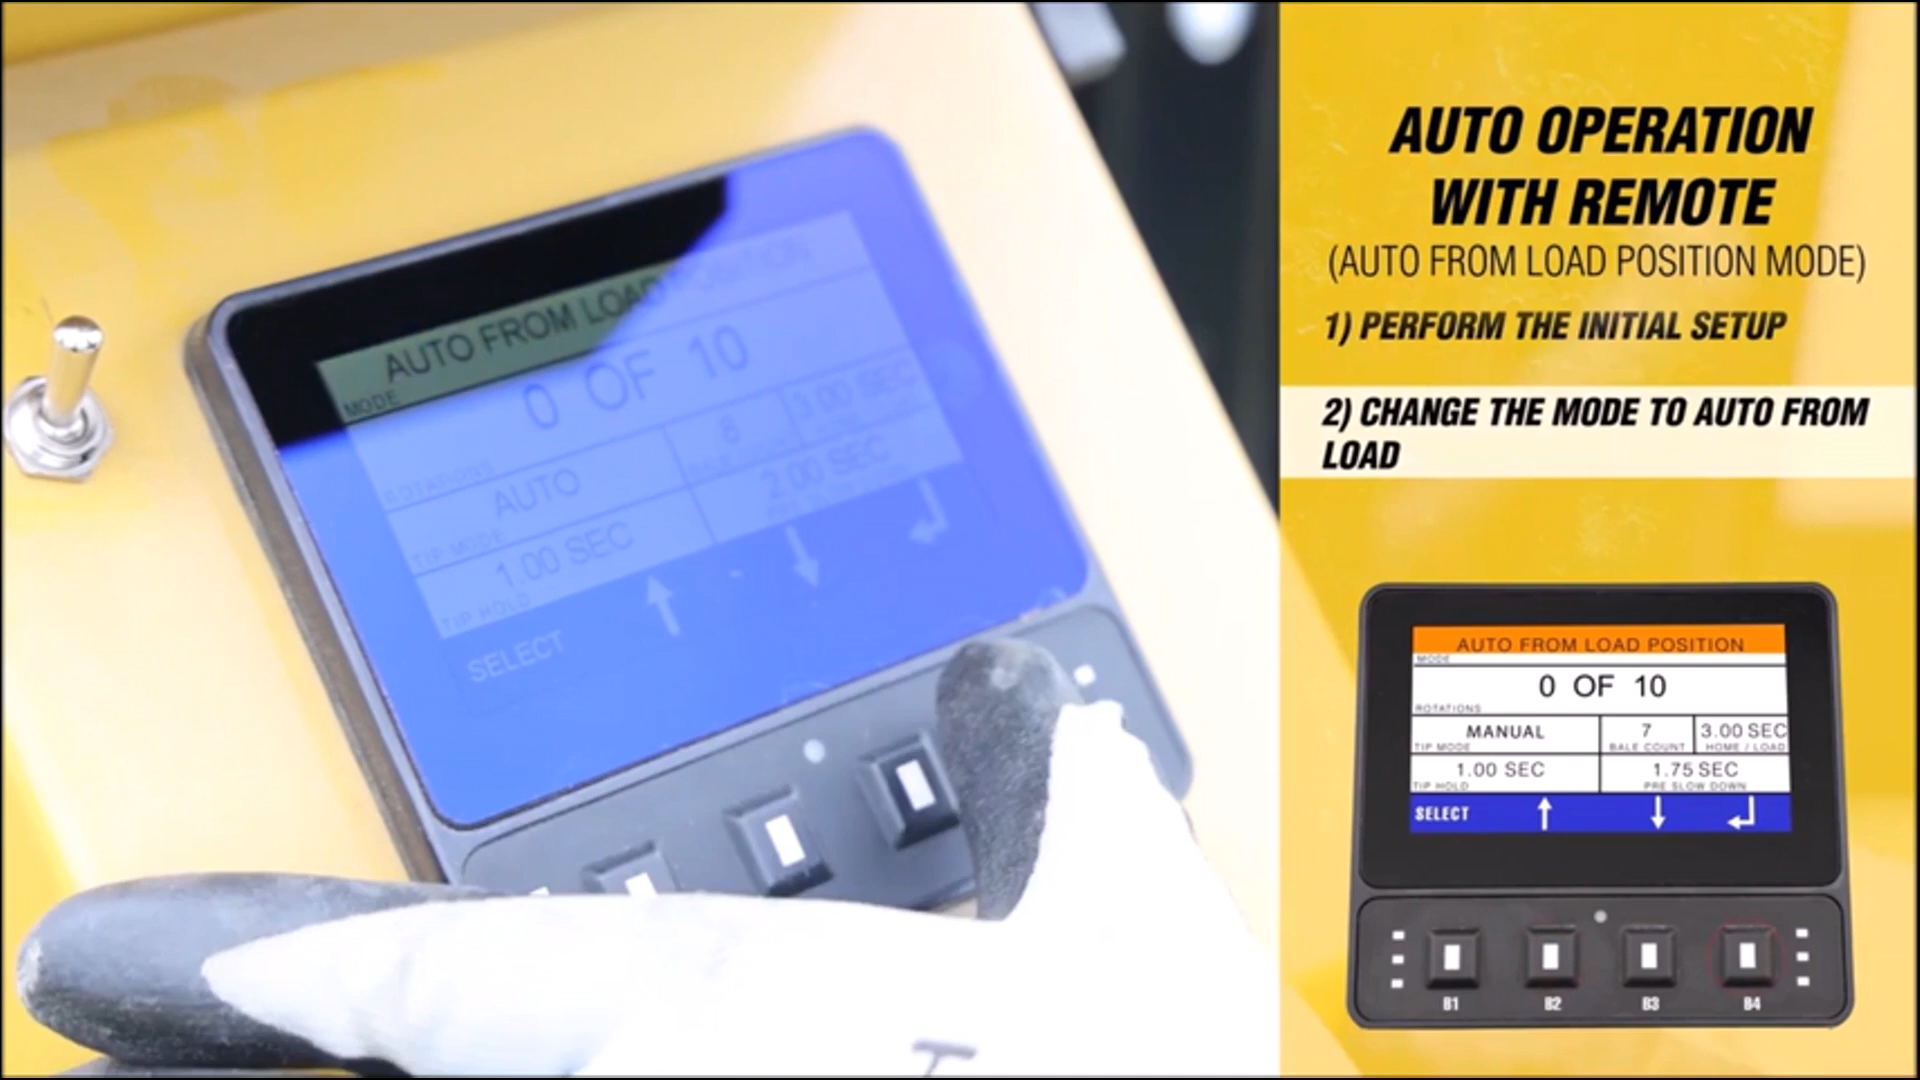 AUTO FROM LOAD POSITION
MODE
0 OF 10
ROTATIONS
AUTO
6
3.00 SEC
TIP MODE
BALE COUNT
1.00 SEC
2.00 SEC
TIP HOLD
SELECT
AUTO OPERATION
WITH REMOTE
(AUTO FROM LOAD POSITION MODE)
1) PERFORM THE INITIAL SETUP
2) CHANGE THE MODE TO AUTO FROM
LOAD
AUTO FROM LOAD POSITION
MODE
0 OF 10
ROTATIONS
MANUAL
7
3.00 SEC
TIP MODE
BALE COUNT
HOME / LOAD
1.00 SEC
1.75 SEC
TIP HOLD
PRE SLOW DOWN
SELECT
B1 B2 B3 B4